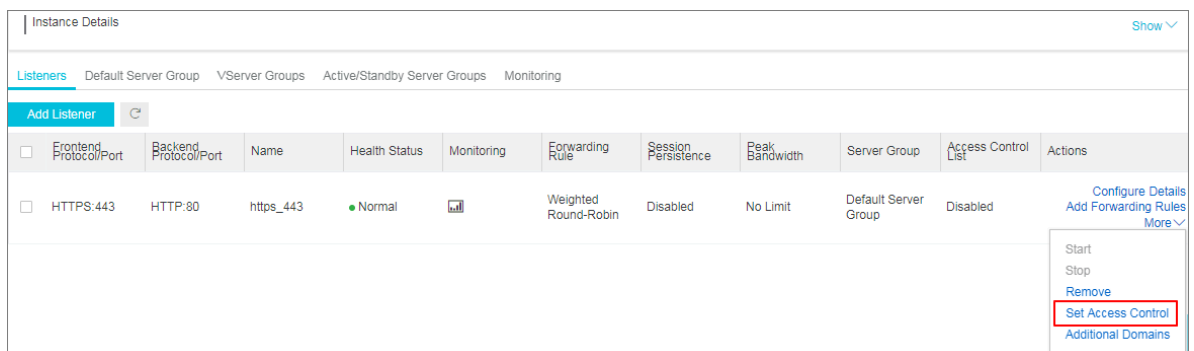 Instance Details
Show
Listeners Default Server Group VServer Groups Active/Standby Server Groups Monitoring
Add Listener
Frontend Protocol/Port Backend Protocol/Port Name Health Status Monitoring Forwarding Rule Session Persistence Peak Bandwidth Server Group Access Control List Actions
HTTPS:443 HTTP:80 https_443 Normal Weighted Round-Robin Disabled No Limit Default Server Group Disabled
Configure Details
Add Forwarding Rules
More
Start
Stop
Remove
Set Access Control
Additional Domains